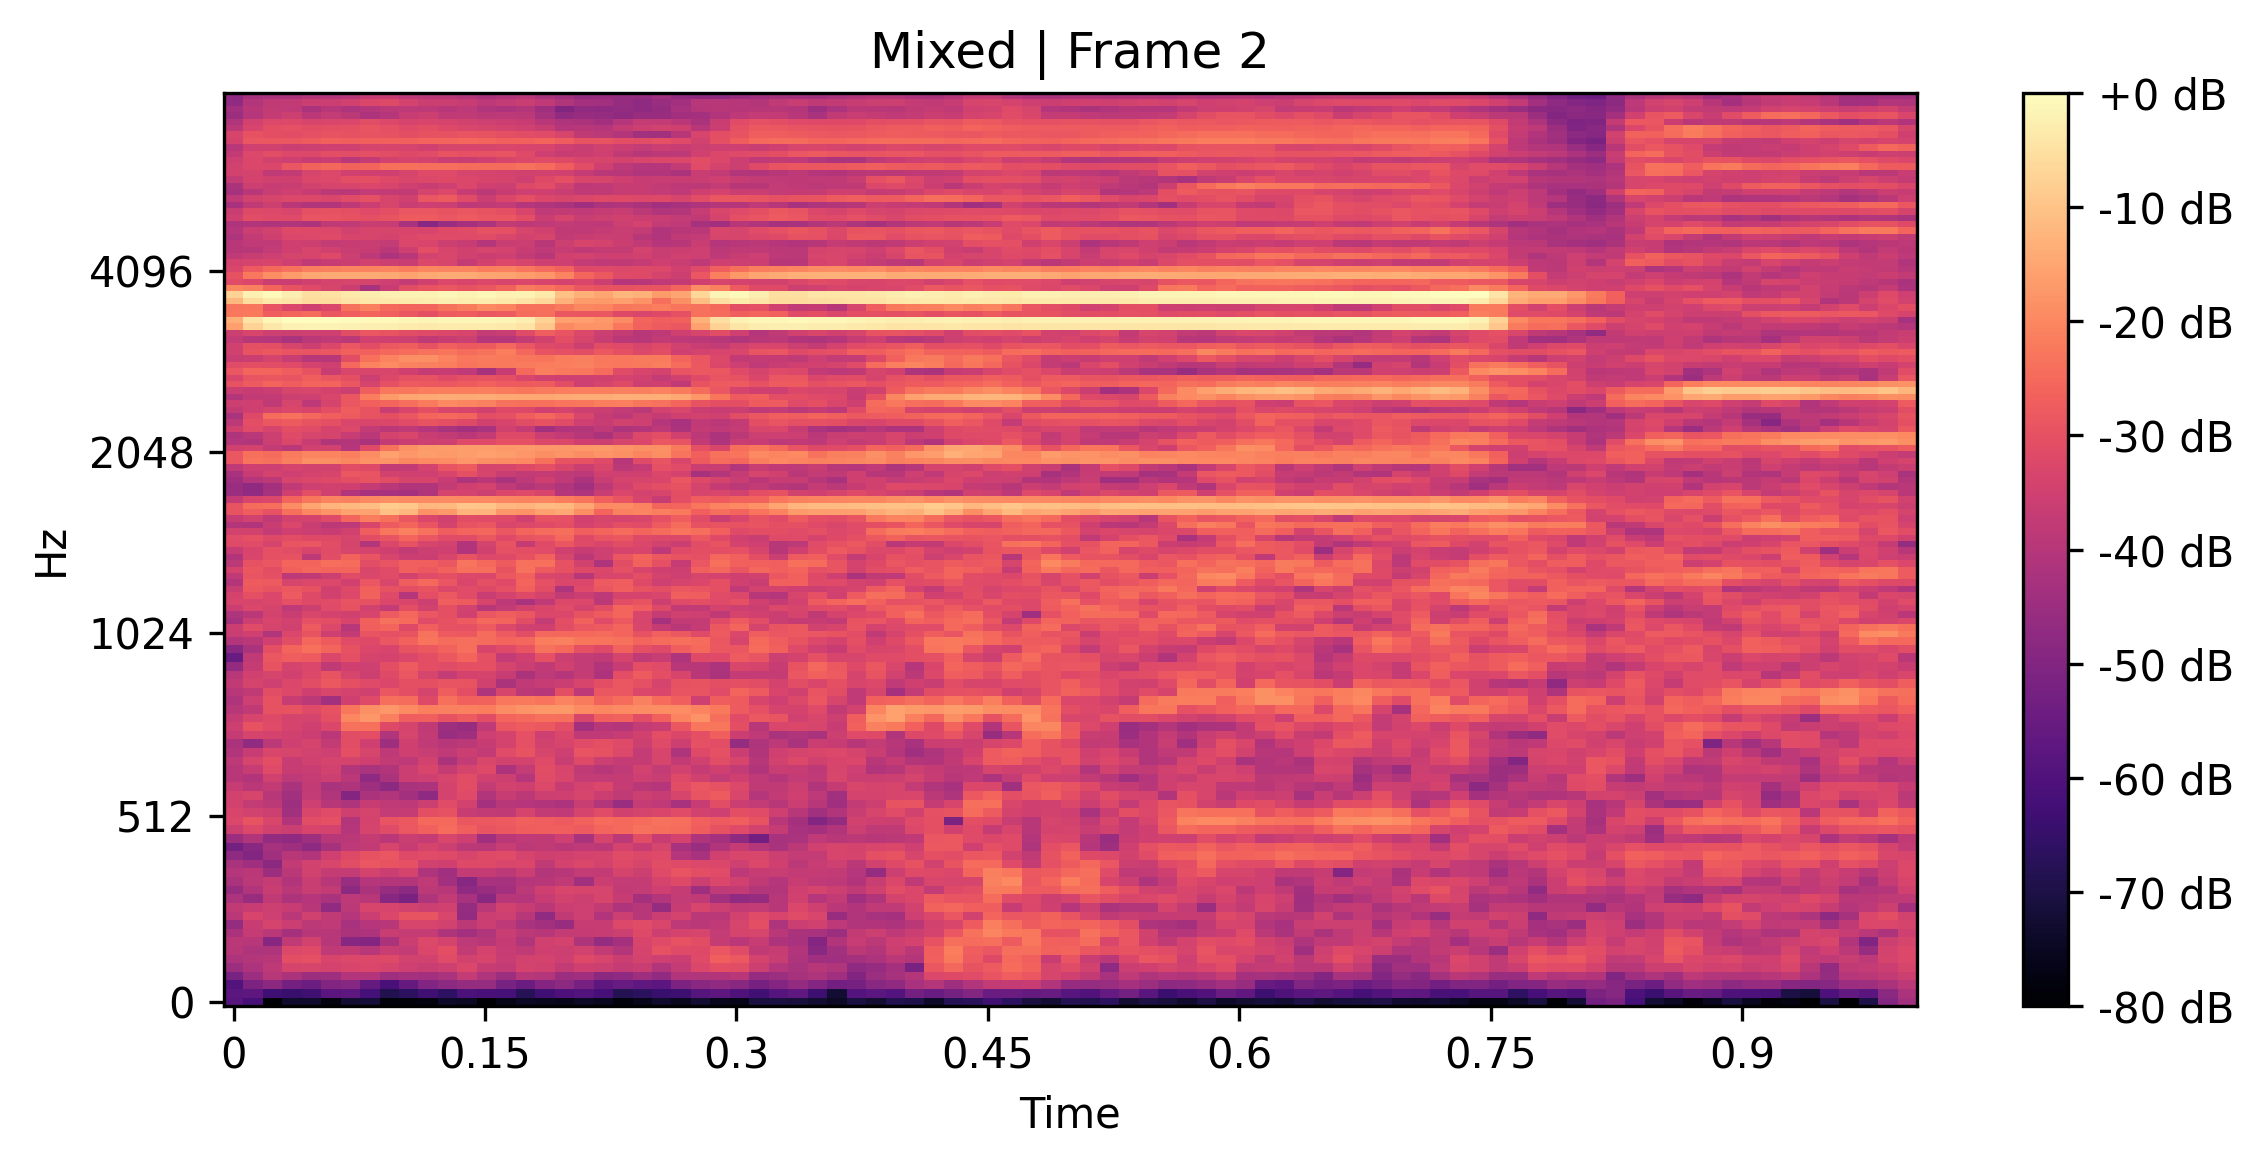 Mixed | Frame 2
Hz
4096
2048
1024
512
0
0 0.15 0.3 0.45 0.6 0.75 0.9
Time
+0 dB
-10 dB
-20 dB
-30 dB
-40 dB
-50 dB
-60 dB
-70 dB
-80 dB